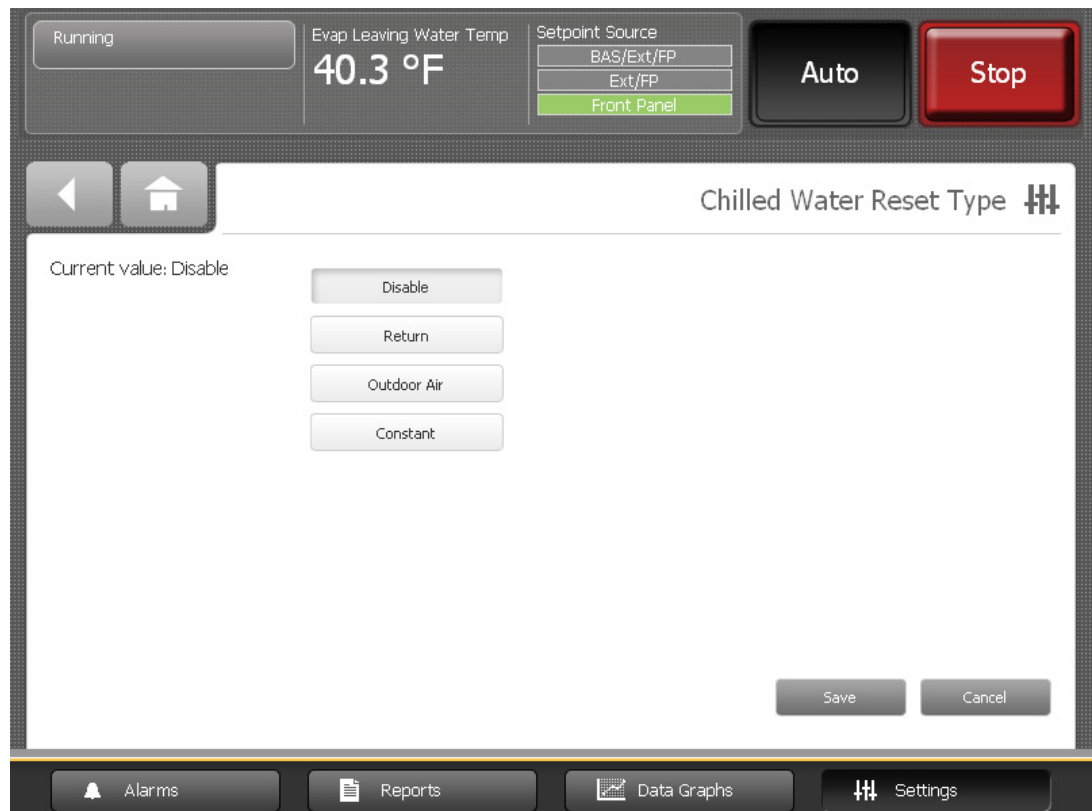 Running
Evap Leaving Water Temp
40.3 °F
Setpoint Source
BAS/Ext/FP
Ext/FP
Front Panel
Auto
Stop
Chilled Water Reset Type
Current value: Disable
Disable
Return
Outdoor Air
Constant
Save
Cancel
Alarms
Reports
Data Graphs
Settings